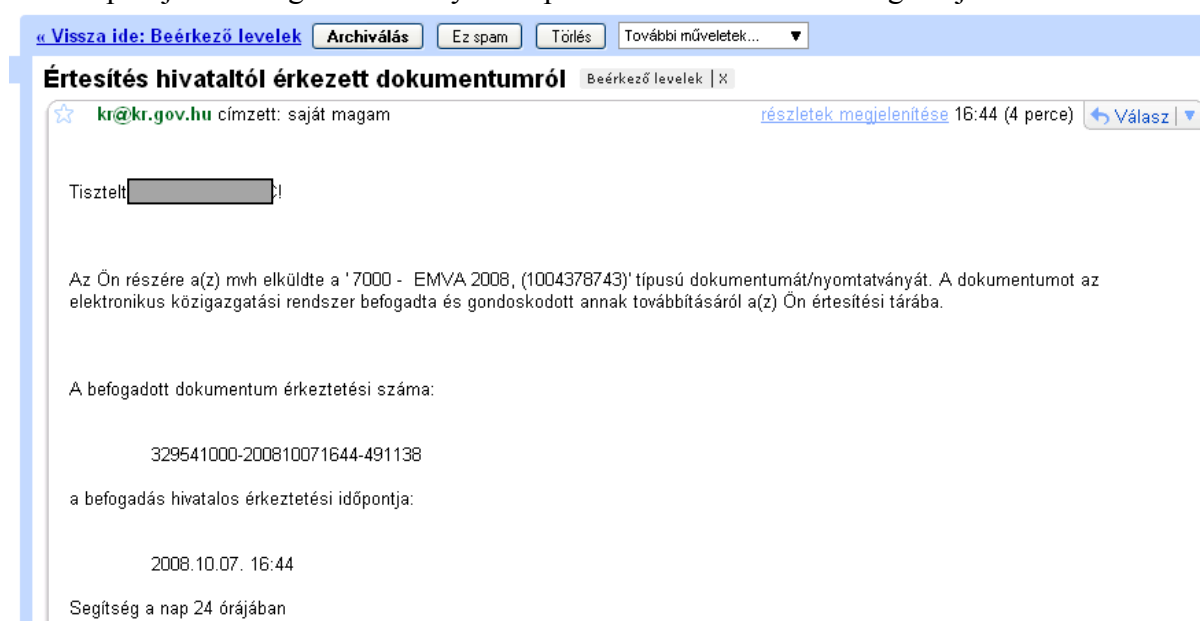 « Vissza ide: Beérkező levelek Archiválás Ez spam Törlés További műveletek...
Értesítés hivataltól érkezett dokumentumról Beérkező levelek | X
kr@kr.gov.hu címzett: saját magam részletek megjelenítése 16:44 (4 perce) Válasz
Tisztelt !
Az Ön részére a(z) mvh elküldte a '7000 - EMVA 2008, (1004378743)' típusú dokumentumát/nyomtatványát. A dokumentumot az
elektronikus közigazgatási rendszer befogadta és gondoskodott annak továbbításáról a(z) Ön értesítési tárába.
A befogadott dokumentum érkeztetési száma:
329541000-200810071644-491138
a befogadás hivatalos érkeztetési időpontja:
2008.10.07. 16:44
Segítség a nap 24 órájában